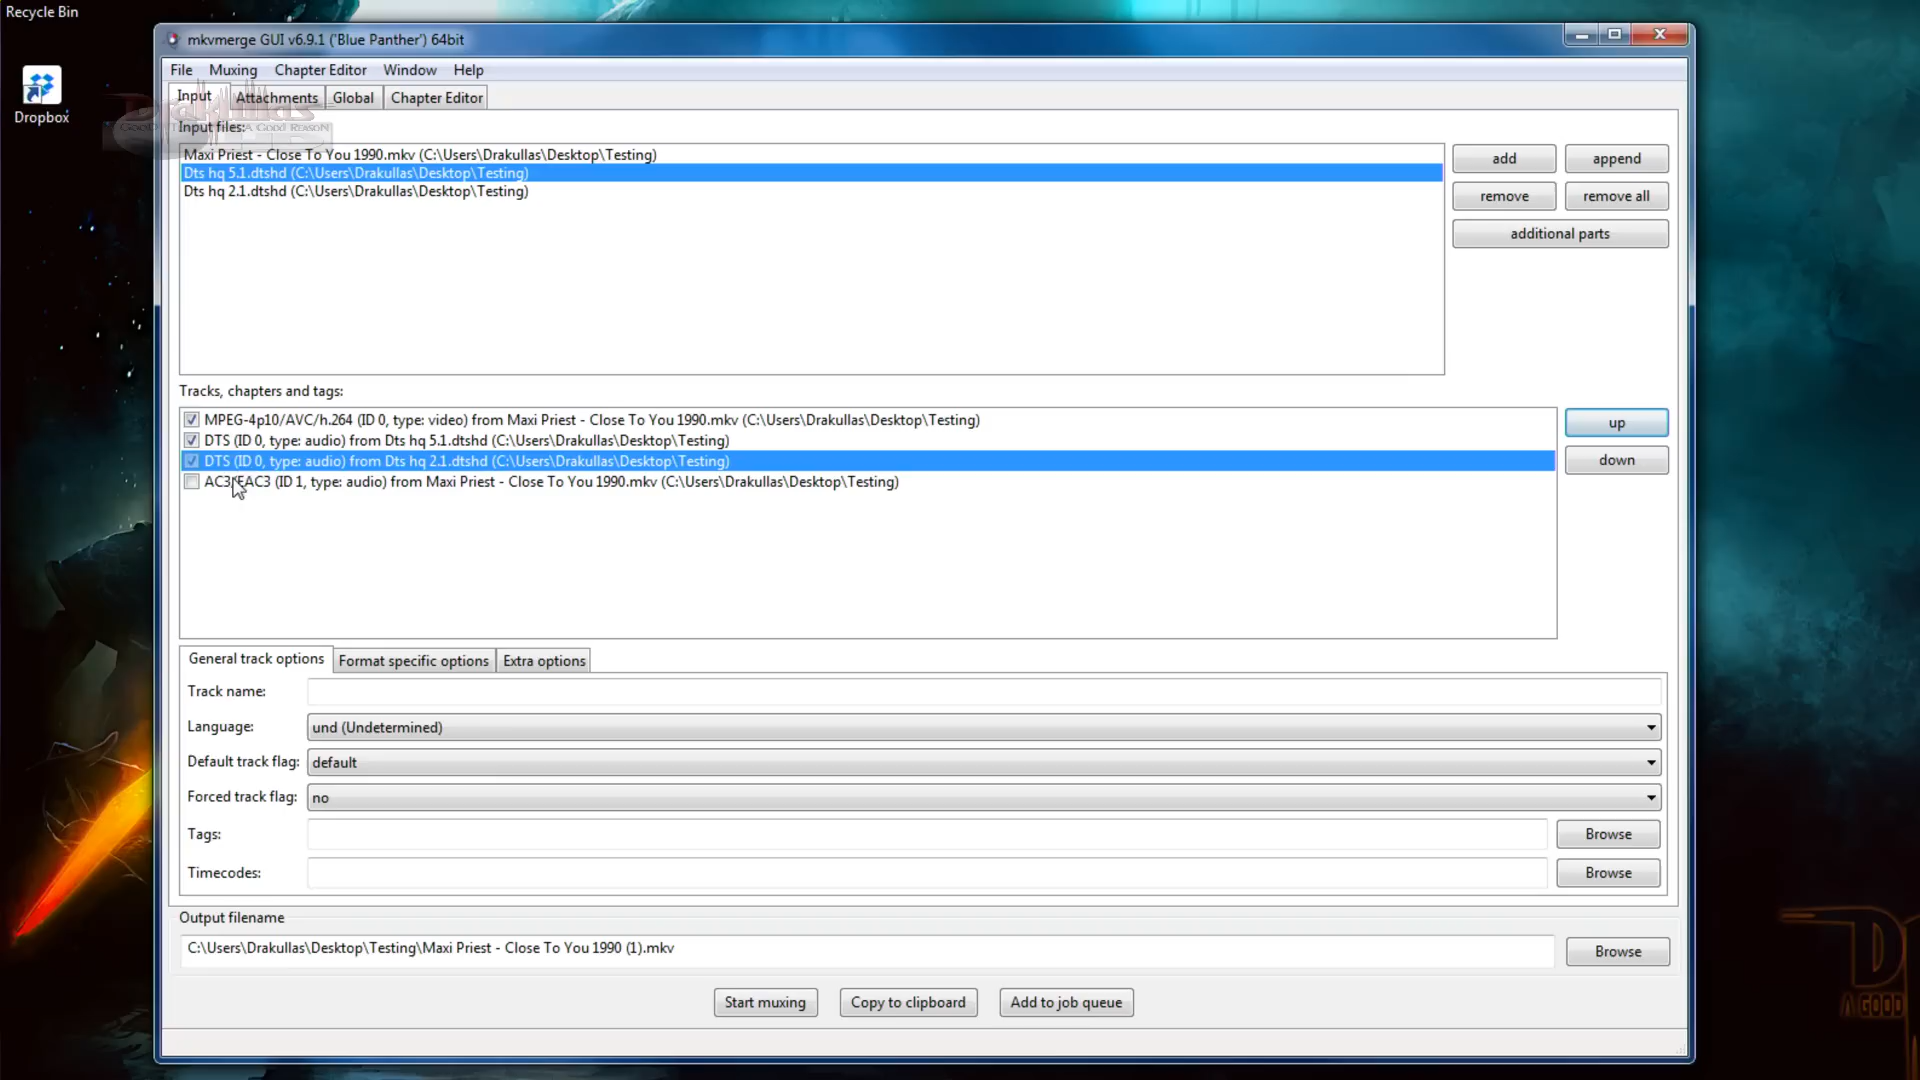 Recycle Bin
Dropbox
mkvmerge GUI v6.9.1 ('Blue Panther') 64bit
File Muxing Chapter Editor Window Help
Input Attachments Global Chapter Editor
Input files:
A Good Reason
Maxi Priest - Close To You 1990.mkv (C:\Users\Drakullas\Desktop\Testing)
Dts hq 5.1.dtshd (C:\Users\Drakullas\Desktop\Testing)
Dts hq 2.1.dtshd (C:\Users\Drakullas\Desktop\Testing)
add append
remove remove all
additional parts
Tracks, chapters and tags:
MPEG-4p10/AVC/h.264 (ID 0, type: video) from Maxi Priest - Close To You 1990.mkv (C:\Users\Drakullas\Desktop\Testing)
DTS (ID 0, type: audio) from Dts hq 5.1.dtshd (C:\Users\Drakullas\Desktop\Testing)
DTS (ID 0, type: audio) from Dts hq 2.1.dtshd (C:\Users\Drakullas\Desktop\Testing)
AC3/EAC3 (ID 1, type: audio) from Maxi Priest - Close To You 1990.mkv (C:\Users\Drakullas\Desktop\Testing)
up
down
General track options Format specific options Extra options
Track name:
Language: und (Undetermined)
Default track flag: default
Forced track flag: no
Tags: Browse
Timecodes: Browse
Output filename
C:\Users\Drakullas\Desktop\Testing\Maxi Priest - Close To You 1990 (1).mkv Browse
Start muxing Copy to clipboard Add to job queue
A GOOD